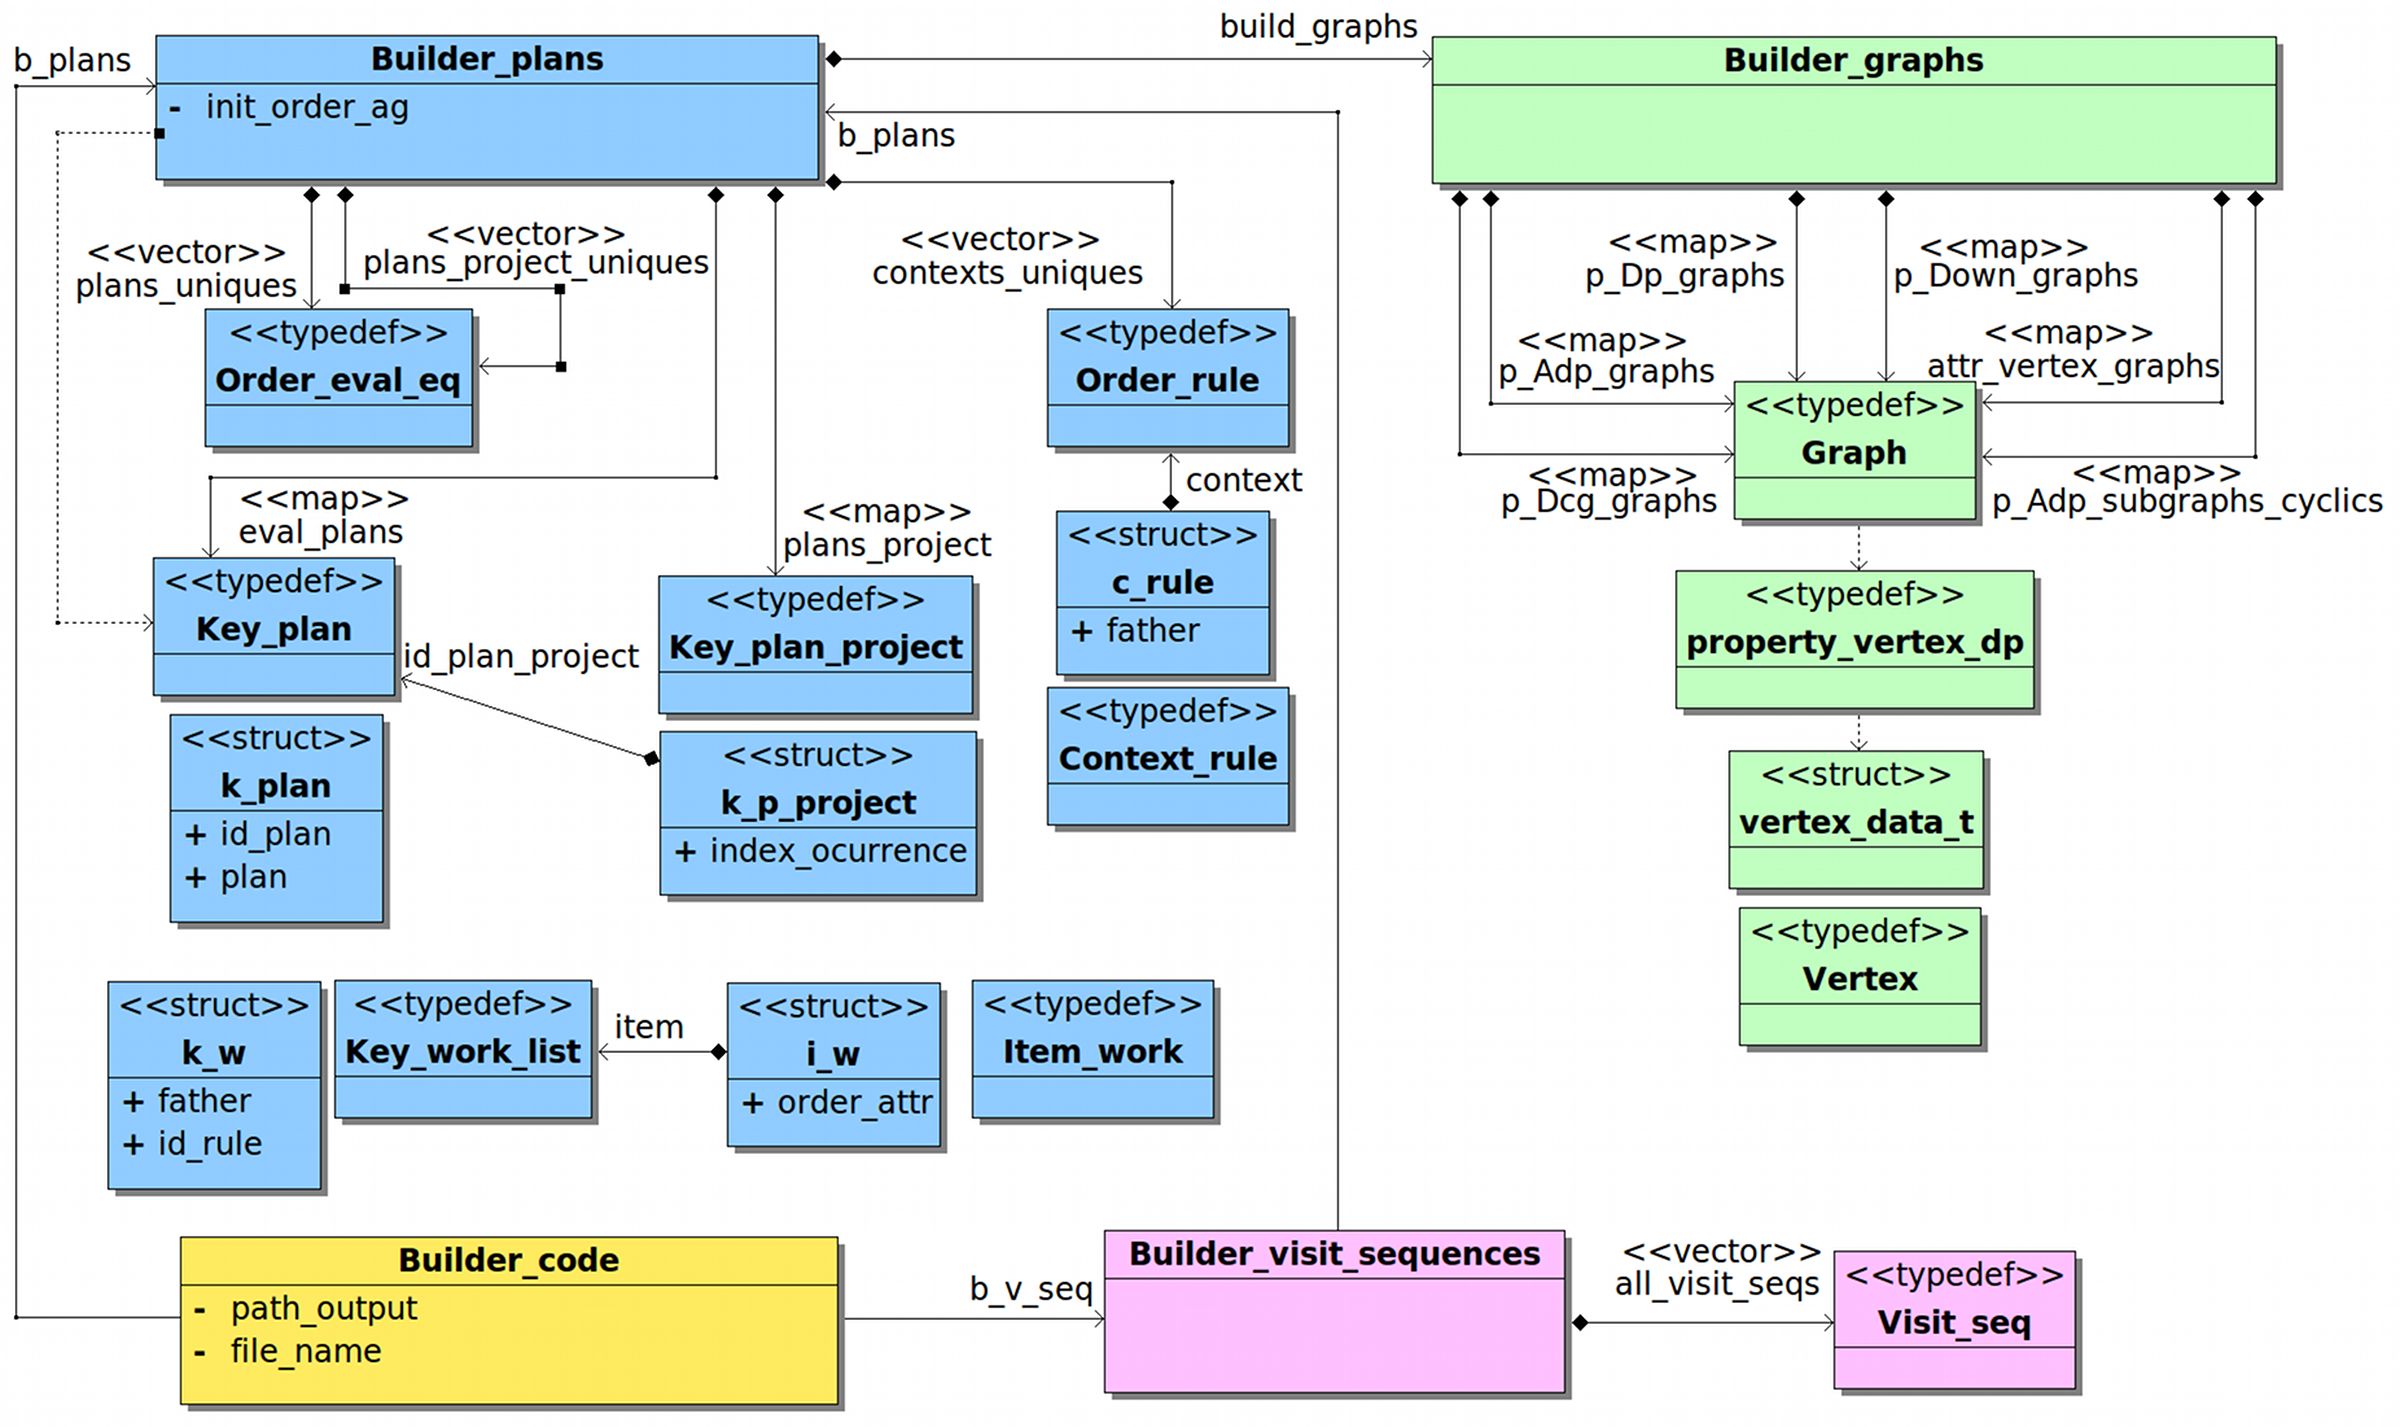 build_graphs
b_plans
Builder_plans
- init_order_ag
b_plans
Builder_graphs
<<vector>>
plans_uniques
<<vector>>
plans_project_uniques
<<vector>>
contexts_uniques
<<map>>
p_Dp_graphs
<<map>>
p_Down_graphs
<<map>>
p_Adp_graphs
<<map>>
attr_vertex_graphs
<<typedef>>
Order_eval_eq
<<typedef>>
Order_rule
<<typedef>>
Graph
<<map>>
p_Dcg_graphs
<<map>>
p_Adp_subgraphs_cyclics
context
<<map>>
eval_plans
<<map>>
plans_project
<<typedef>>
Key_plan
id_plan_project
<<typedef>>
Key_plan_project
<<struct>>
c_rule
+ father
<<typedef>>
property_vertex_dp
<<struct>>
k_plan
+ id_plan
+ plan
<<struct>>
k_p_project
+ index_ocurrence
<<typedef>>
Context_rule
<<struct>>
vertex_data_t
<<typedef>>
Vertex
<<struct>>
k_w
+ father
+ id_rule
<<typedef>>
Key_work_list
item
<<struct>>
i_w
+ order_attr
<<typedef>>
Item_work
Builder_code
- path_output
- file_name
b_v_seq
Builder_visit_sequences
<<vector>>
all_visit_seqs
<<typedef>>
Visit_seq